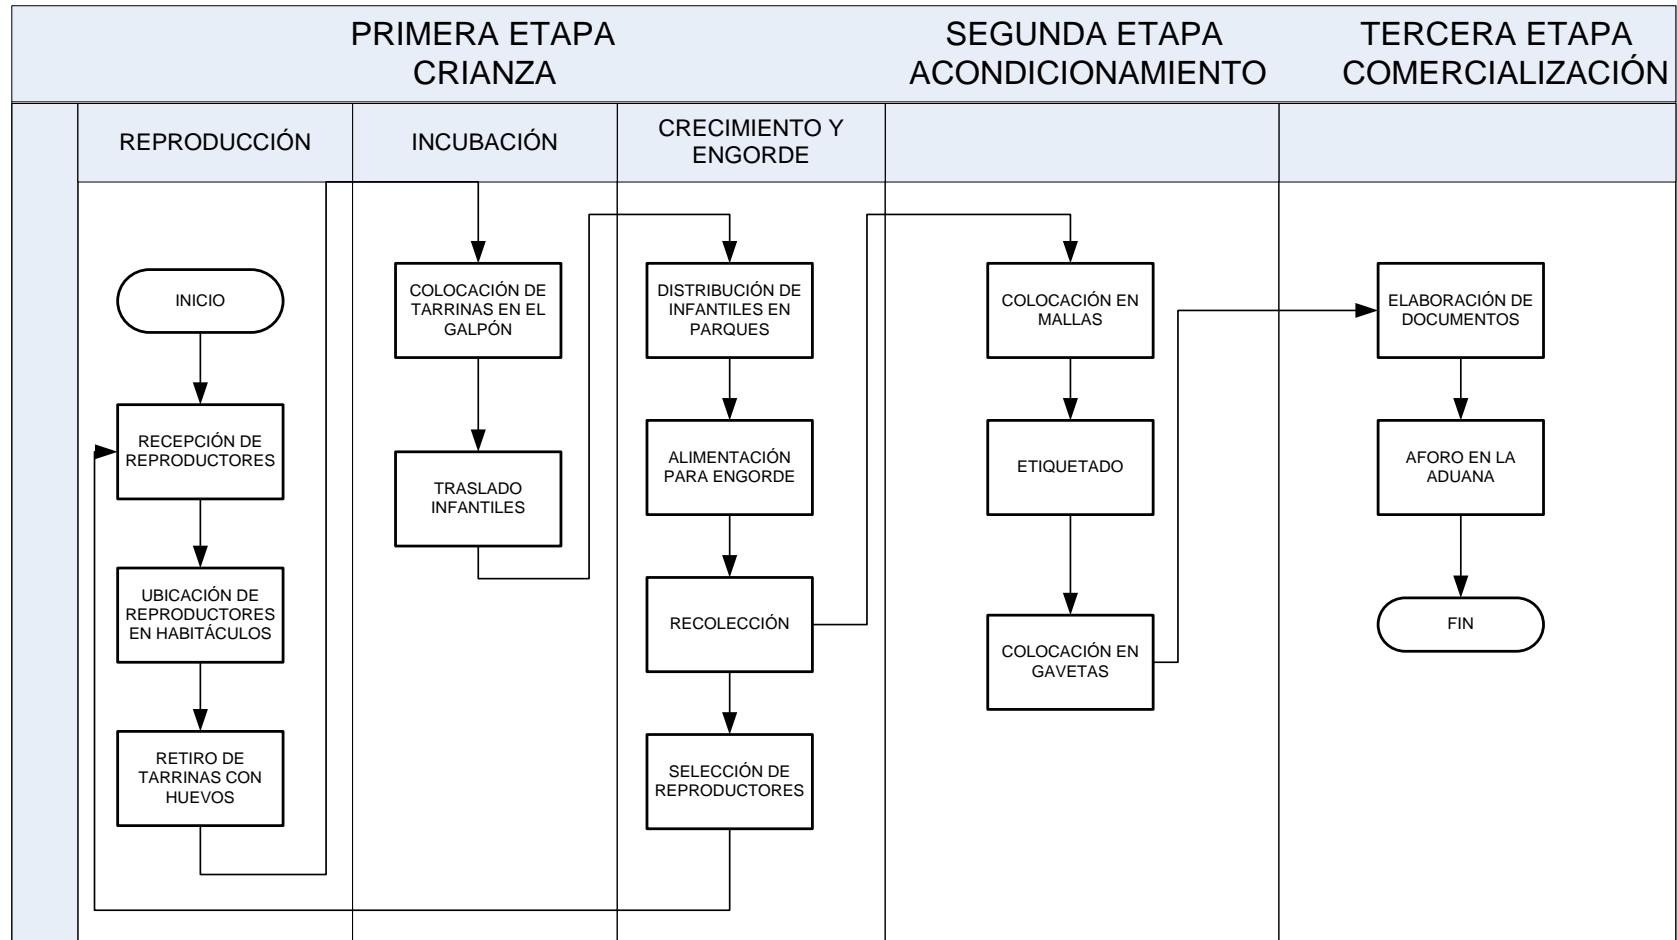 PRIMERA ETAPA
CRIANZA
SEGUNDA ETAPA
ACONDICIONAMIENTO
TERCERA ETAPA
COMERCIALIZACIÓN
REPRODUCCIÓN
INCUBACIÓN
CRECIMIENTO Y
ENGORDE
INICIO
RECEPCIÓN DE
REPRODUCTORES
UBICACIÓN DE
REPRODUCTORES
EN HABITÁCULOS
RETIRO DE
TARRINAS CON
HUEVOS
COLOCACIÓN DE
TARRINAS EN EL
GALPÓN
TRASLADO
INFANTILES
DISTRIBUCIÓN DE
INFANTILES EN
PARQUES
ALIMENTACIÓN
PARA ENGORDE
RECOLECCIÓN
SELECCIÓN DE
REPRODUCTORES
COLOCACIÓN EN
MALLAS
ETIQUETADO
COLOCACIÓN EN
GAVETAS
ELABORACIÓN DE
DOCUMENTOS
AFORO EN LA
ADUANA
FIN